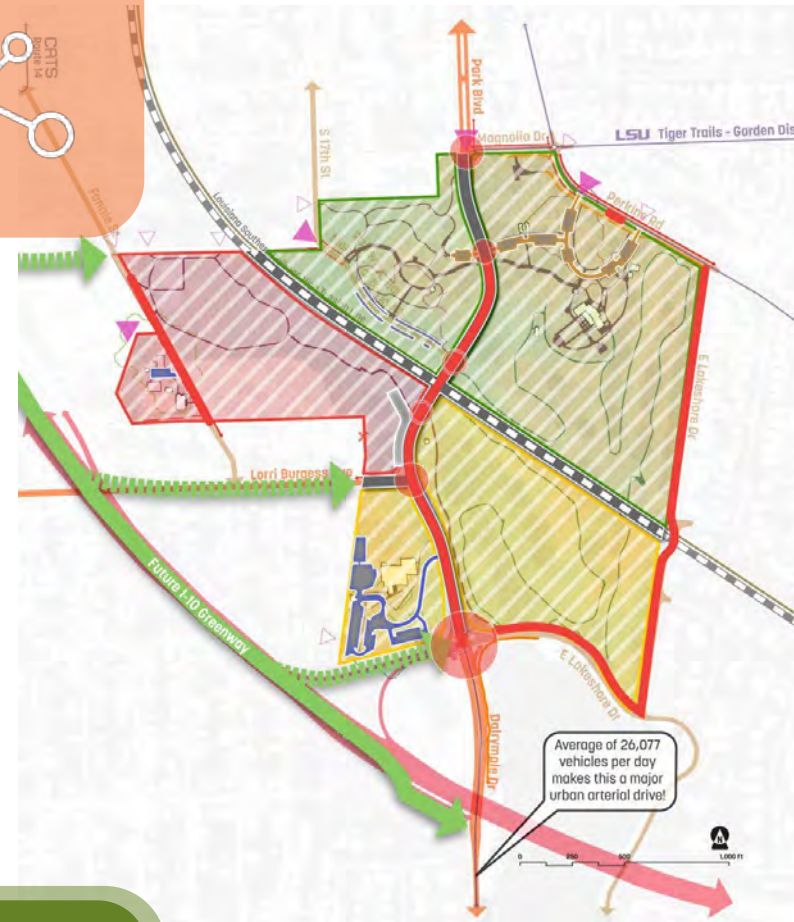 CATS
Route 14
Park Blvd
Magnolia Dr
LSU Tiger Trails - Garden Dis
S 17th St
Perkins Rd
Louisiana Souther
E Lakeshore Dr
Lorri Burgess Ave
Future I-10 Greenway
E Lakeshore Dr
Dalrymple Dr
Average of 26,077
vehicles per day
makes this a major
urban arterial drive!
N
0 250 500 1,000 FT